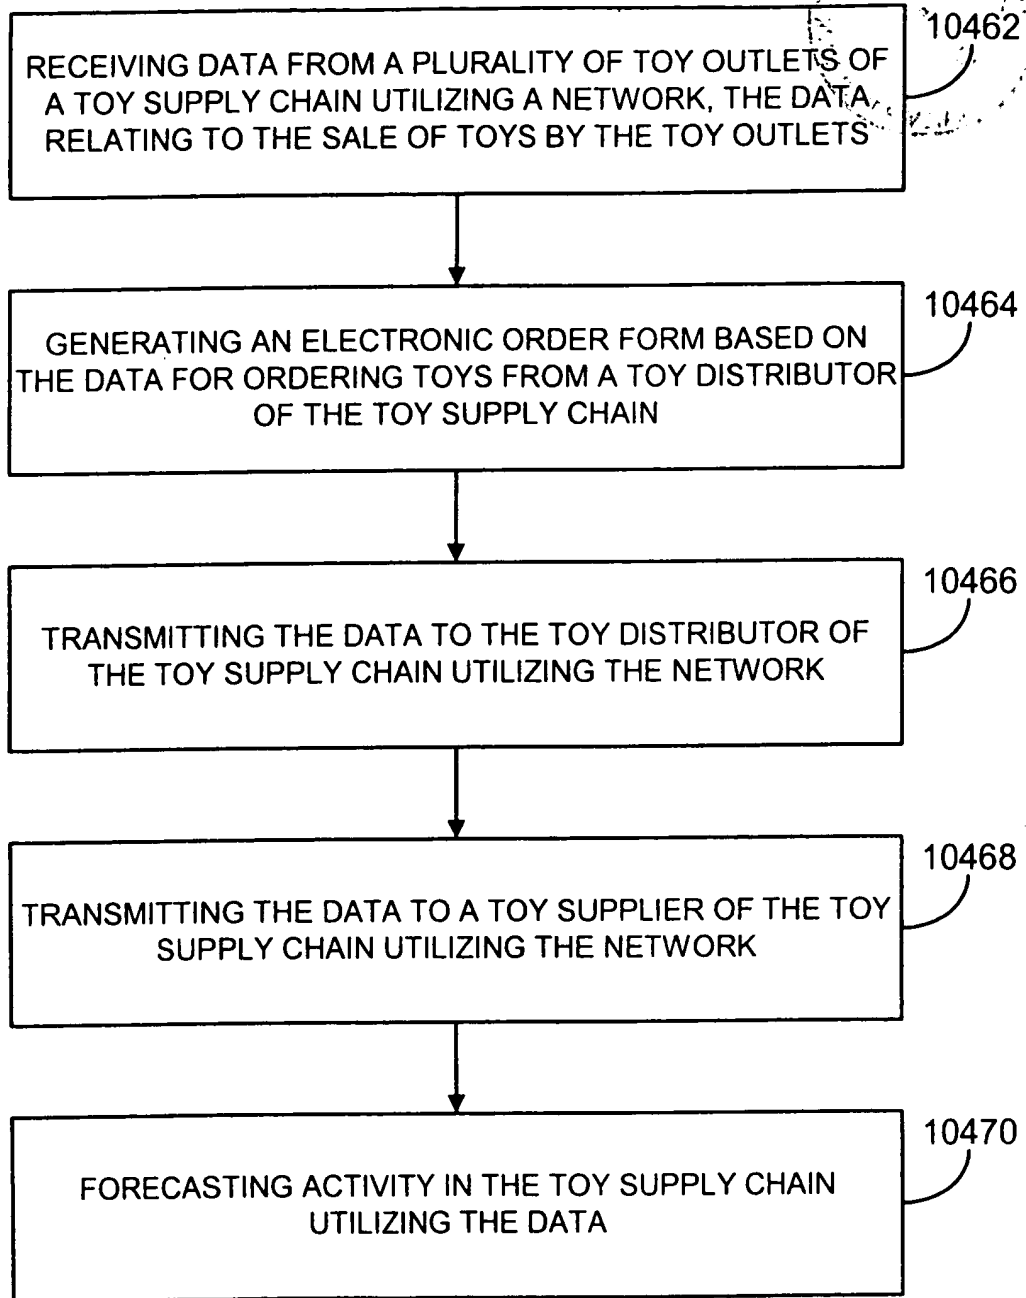 10462
RECEIVING DATA FROM A PLURALITY OF TOY OUTLETS OF
A TOY SUPPLY CHAIN UTILIZING A NETWORK, THE DATA
RELATING TO THE SALE OF TOYS BY THE TOY OUTLETS
10464
GENERATING AN ELECTRONIC ORDER FORM BASED ON
THE DATA FOR ORDERING TOYS FROM A TOY DISTRIBUTOR
OF THE TOY SUPPLY CHAIN
10466
TRANSMITTING THE DATA TO THE TOY DISTRIBUTOR OF
THE TOY SUPPLY CHAIN UTILIZING THE NETWORK
10468
TRANSMITTING THE DATA TO A TOY SUPPLIER OF THE TOY
SUPPLY CHAIN UTILIZING THE NETWORK
10470
FORECASTING ACTIVITY IN THE TOY SUPPLY CHAIN
UTILIZING THE DATA